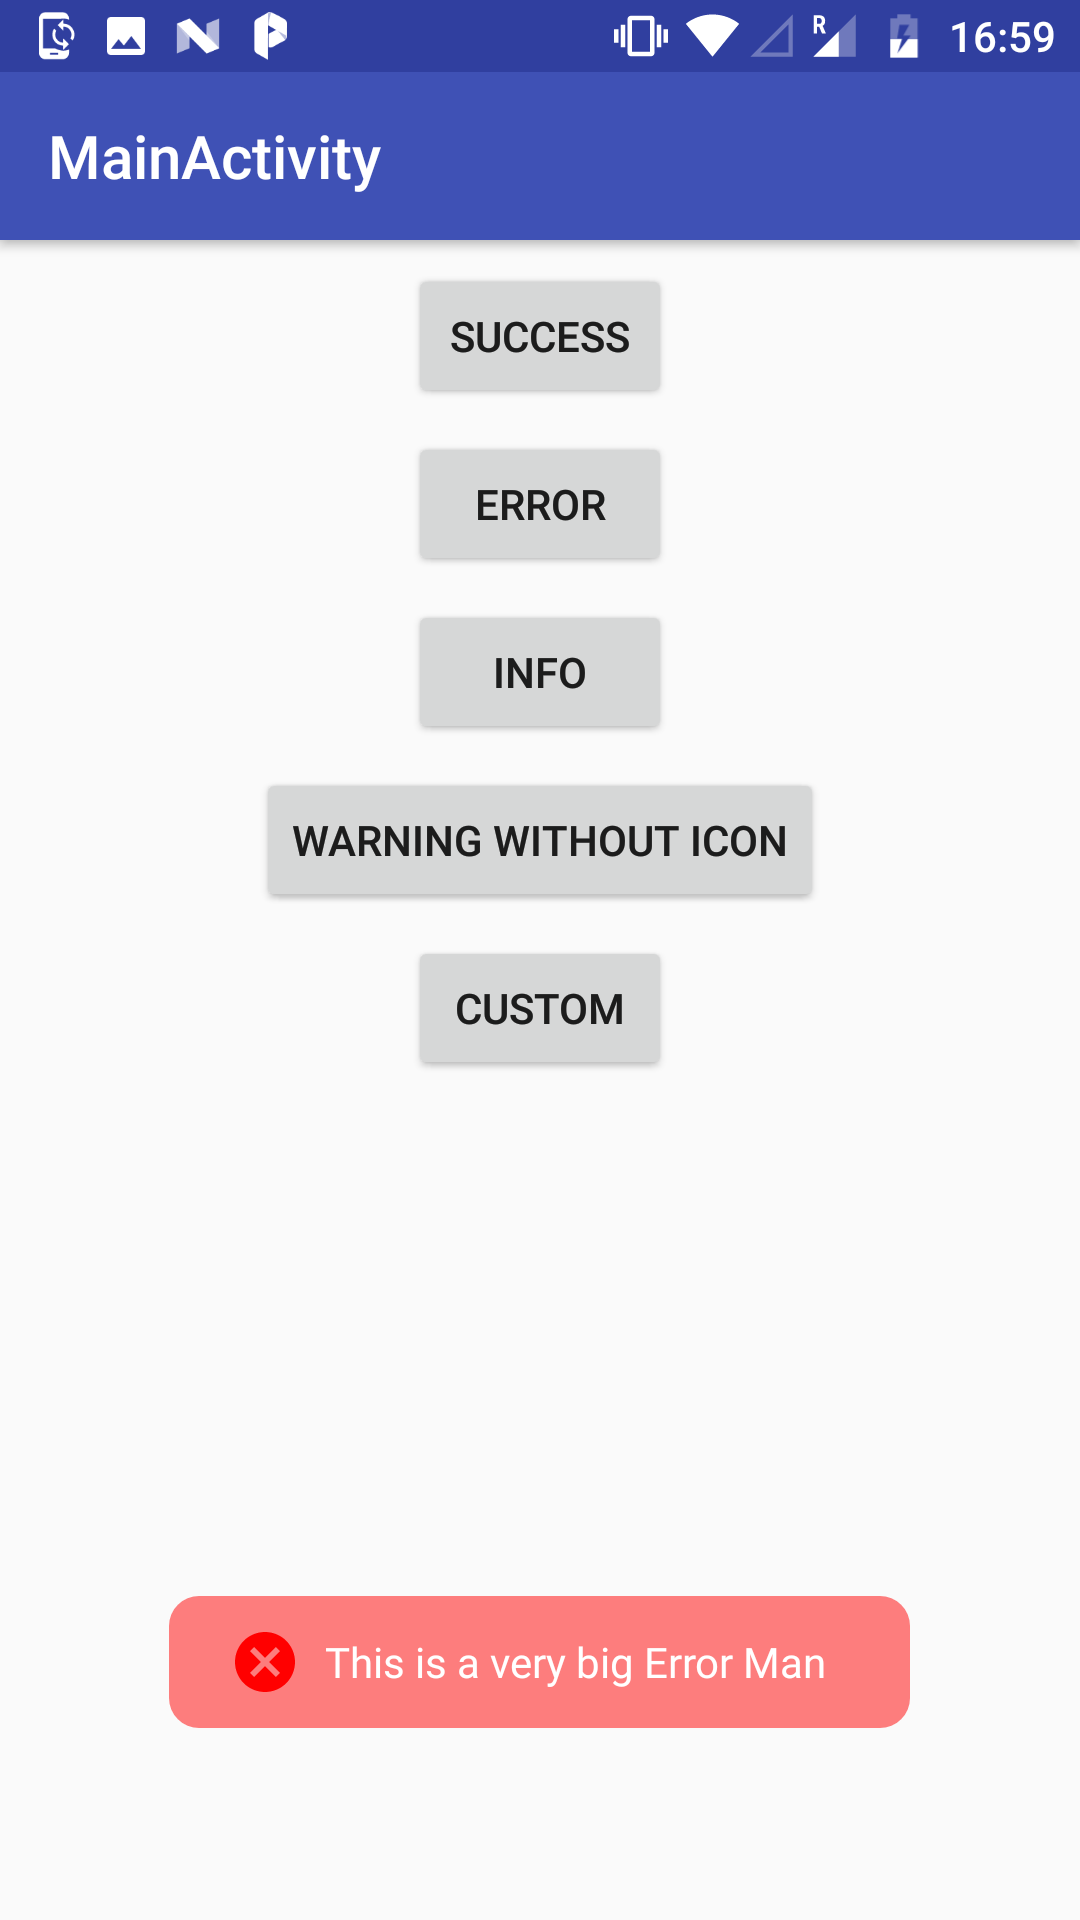 R
16:59
MainActivity
SUCCESS
ERROR
INFO
WARNING WITHOUT ICON
CUSTOM
This is a very big Error Man